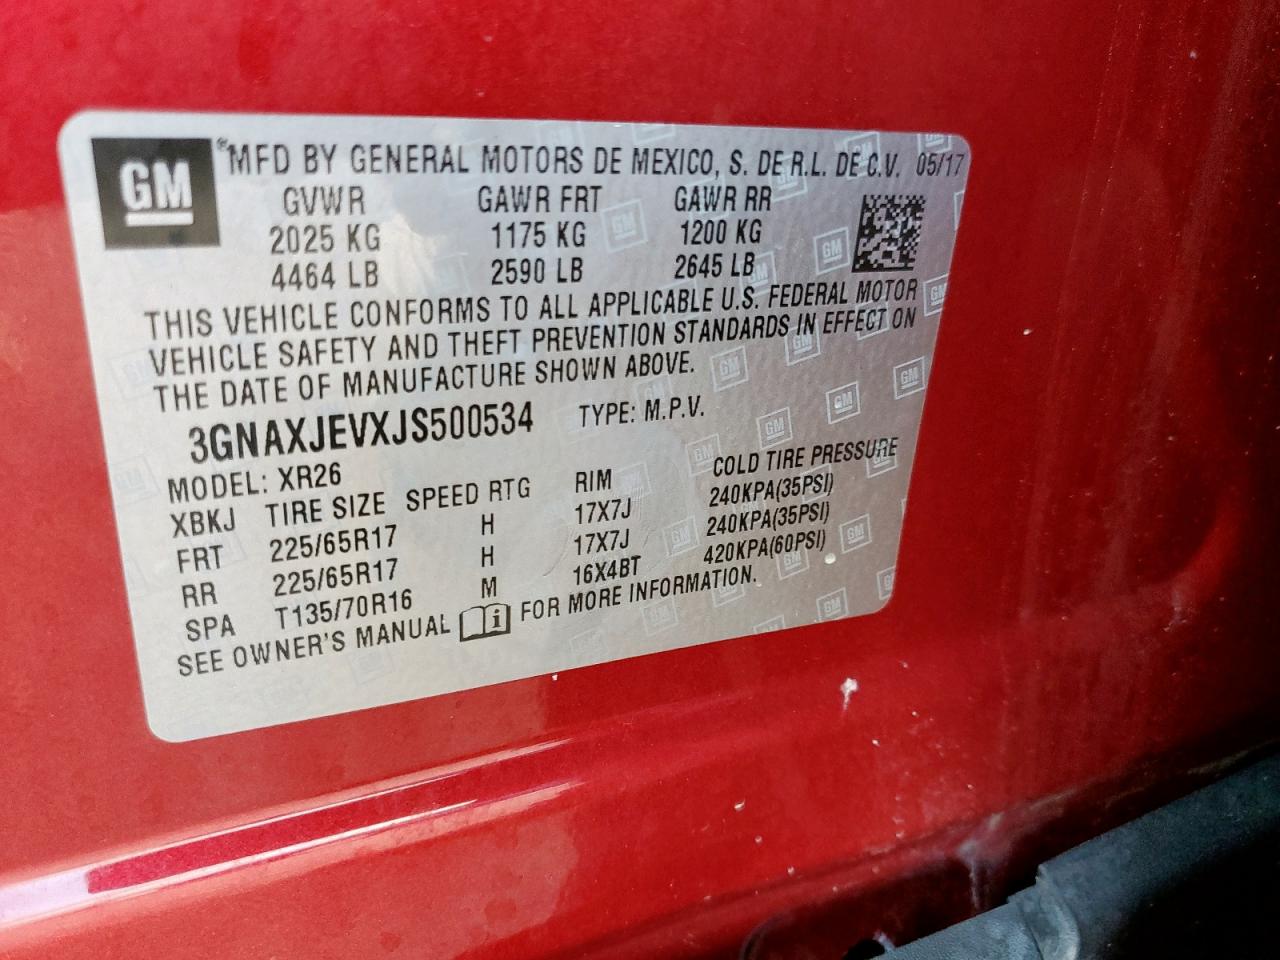 GM
®MFD BY GENERAL MOTORS DE MEXICO, S. DE R.L. DE C.V. 05/17
GVWR GAWR FRT GAWR RR
2025 KG 1175 KG 1200 KG
4464 LB 2590 LB 2645 LB
THIS VEHICLE CONFORMS TO ALL APPLICABLE U.S. FEDERAL MOTOR
VEHICLE SAFETY AND THEFT PREVENTION STANDARDS IN EFFECT ON
THE DATE OF MANUFACTURE SHOWN ABOVE.
3GNAXJEVXJS500534 TYPE: M.P.V.
MODEL: XR26
XBKJ TIRE SIZE SPEED RTG RIM COLD TIRE PRESSURE
FRT 225/65R17 H 17X7J 240KPA(35PSI)
RR 225/65R17 H 17X7J 240KPA(35PSI)
SPA T135/70R16 M 16X4BT 420KPA(60PSI)
SEE OWNER'S MANUAL i FOR MORE INFORMATION.